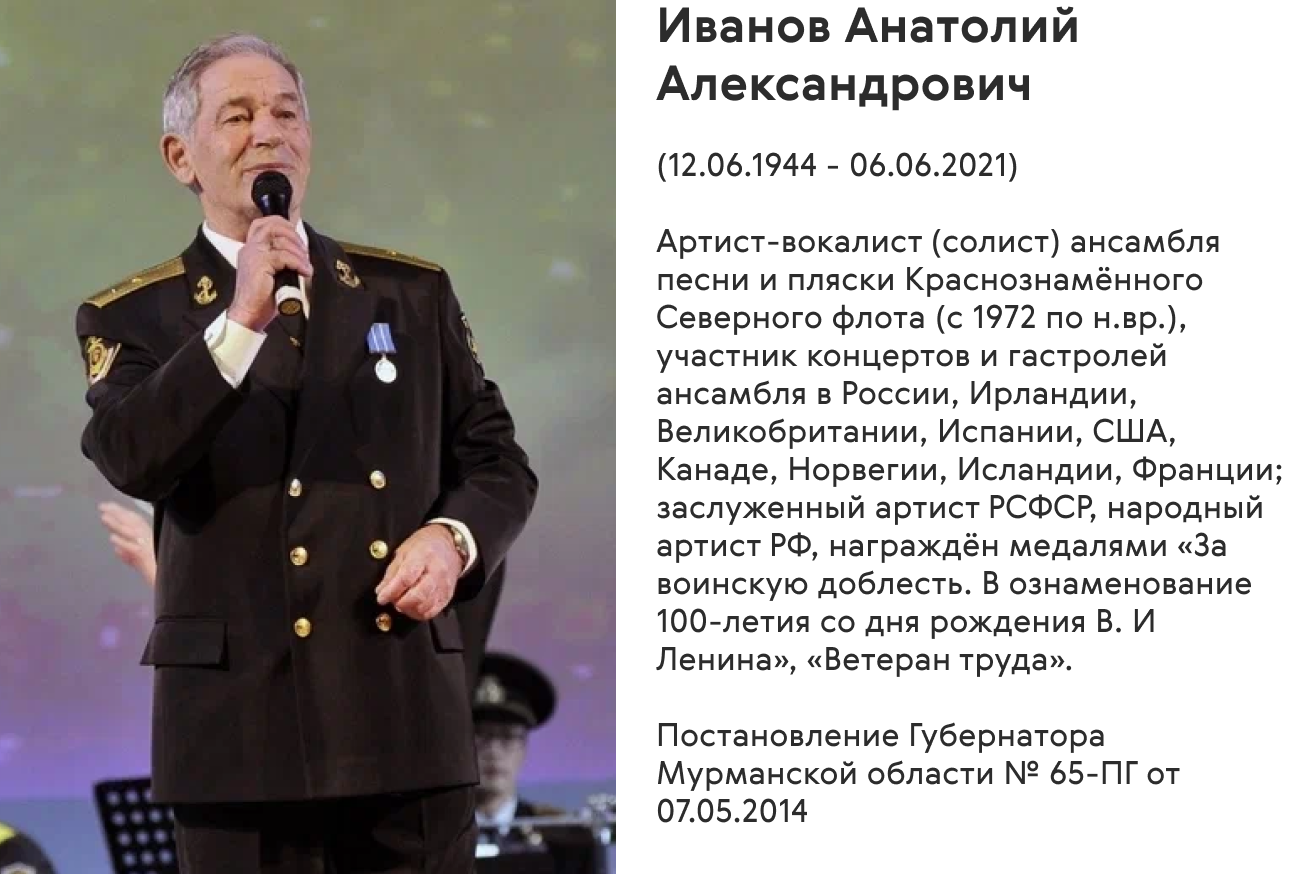 Иванов Анатолий
Александрович
(12.06.1944 - 06.06.2021)
Артист-вокалист (солист) ансамбля
песни и пляски Краснознамённого
Северного флота (с 1972 по н.вр.),
участник концертов и гастролей
ансамбля в России, Ирландии,
Великобритании, Испании, США,
Канаде, Норвегии, Исландии, Франции;
заслуженный артист РСФСР, народный
артист РФ, награждён медалями «За
воинскую доблесть. В ознаменование
100-летия со дня рождения В. И
Ленина», «Ветеран труда».
Постановление Губернатора
Мурманской области № 65-ПГ от
07.05.2014